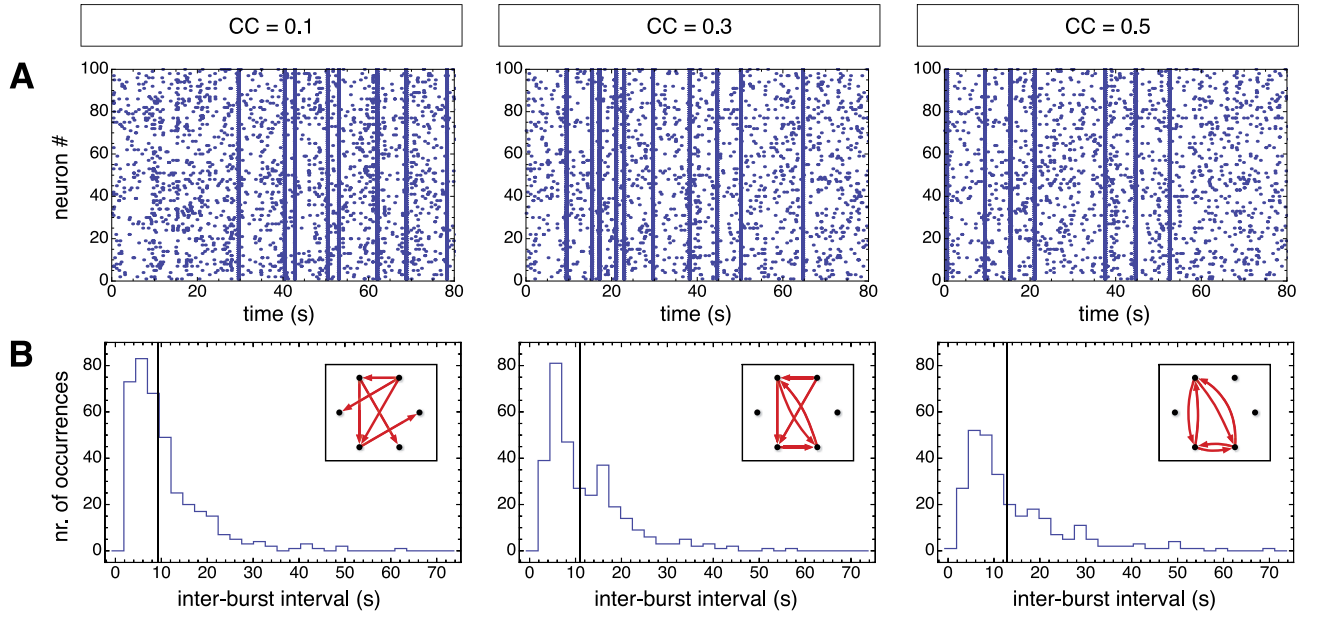 CC = 0.1 CC = 0.3 CC = 0.5
A
neuron #
100 100 100
80 80 80
60 60 60
40 40 40
20 20 20
0 0 0
0 20 40 60 80 0 20 40 60 80 0 20 40 60 80
time (s) time (s) time (s)
B
nr. of occurrences
80 80 80
60 60 60
40 40 40
20 20 20
0 0 0
0 10 20 30 40 50 60 70 0 10 20 30 40 50 60 70 0 10 20 30 40 50 60 70
inter-burst interval (s) inter-burst interval (s) inter-burst interval (s)